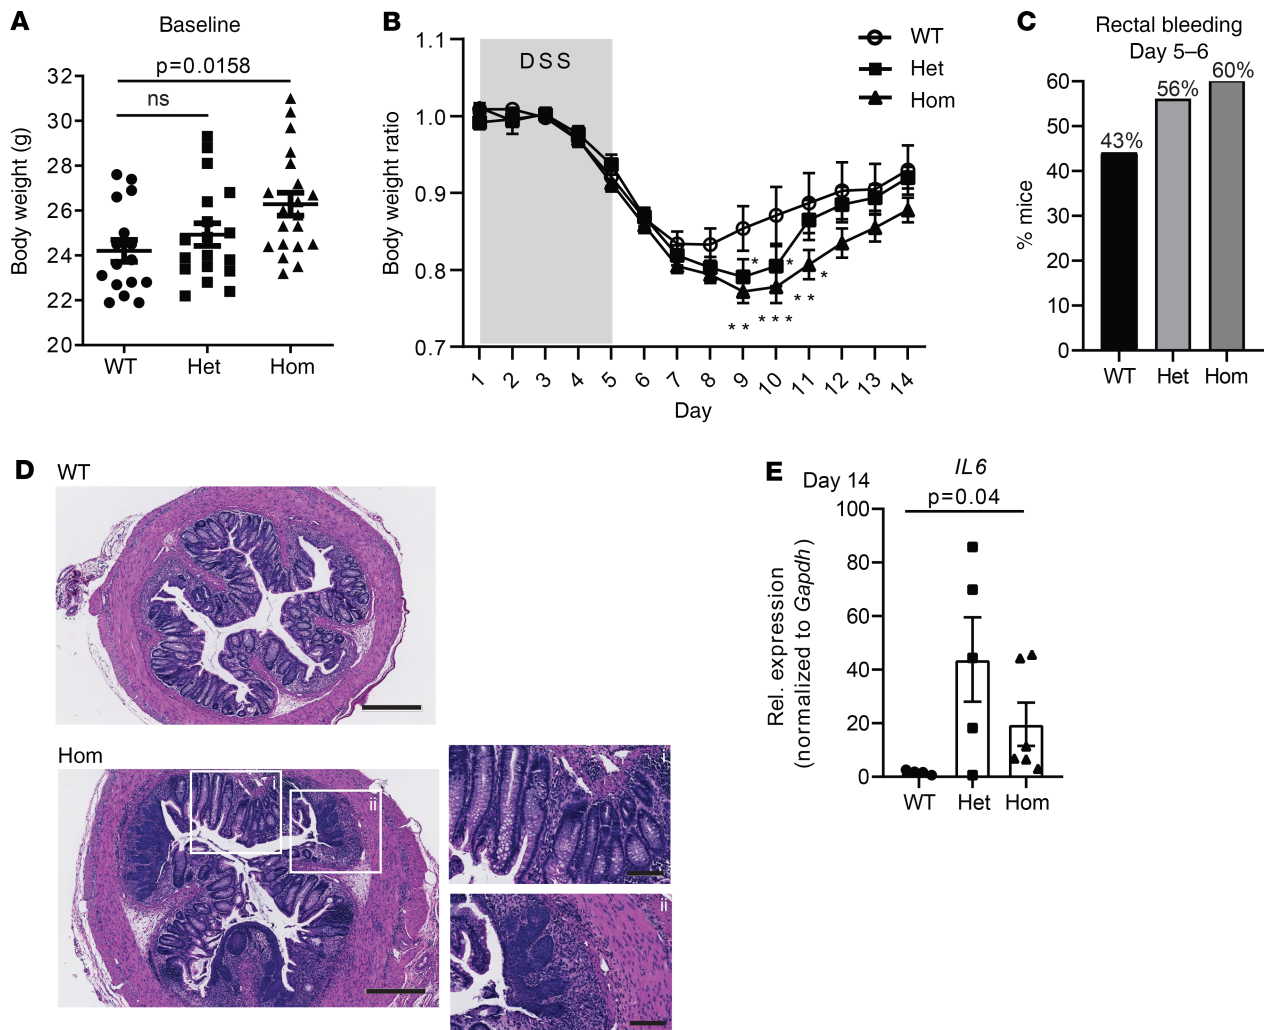 A
Baseline
p=0.0158
ns
32
30
28
26
24
22
20
Body weight (g)
WT
Het
Hom
B
DSS
WT
Het
Hom
1.1
1.0
0.9
0.8
0.7
Body weight ratio
*
*
*
**
***
**
1
2
3
4
5
6
7
8
9
10
11
12
13
14
Day
C
Rectal bleeding
Day 5–6
43%
56%
60%
60
50
40
30
20
10
0
% mice
WT
Het
Hom
D
WT
Hom
i
ii
i
ii
E
Day 14
IL6
p=0.04
100
80
60
40
20
0
Rel. expression
(normalized to Gapdh)
WT
Het
Hom